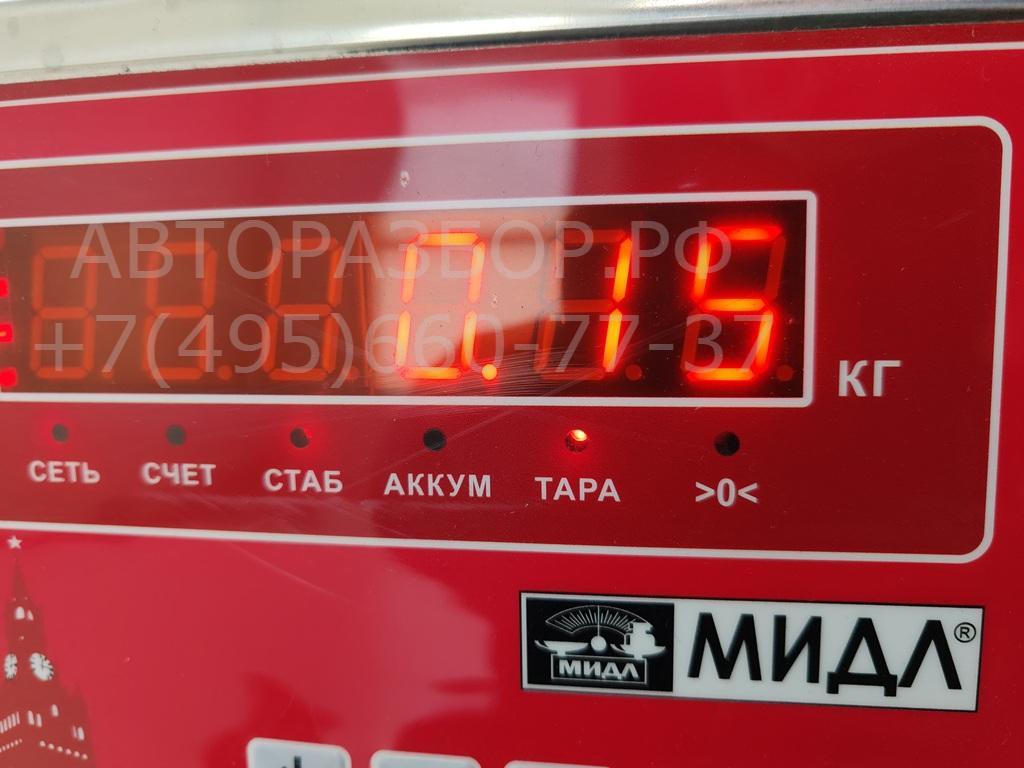 АВТОРАЗБОР.РФ
+7(495)660-77-37
0.15
КГ
СЕТЬ СЧЕТ СТАБ АККУМ ТАРА >0<
МИДЛ МИДЛ®